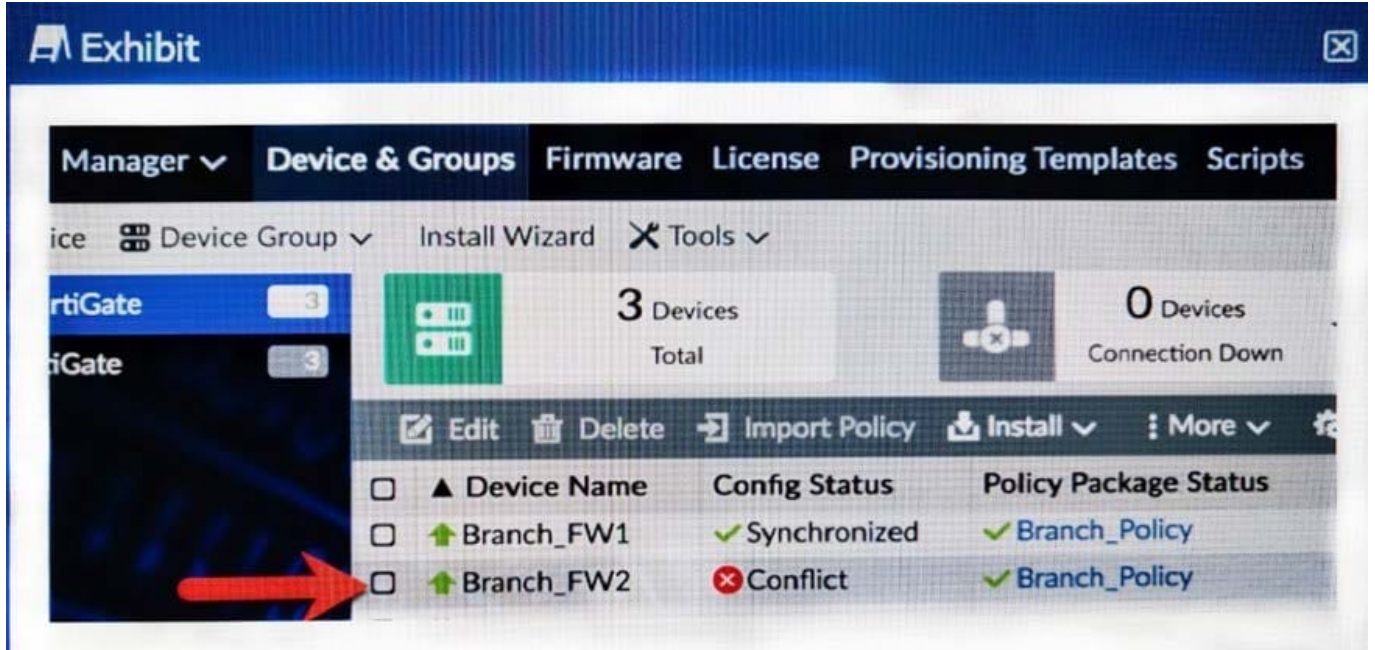 Exhibit
Manager Device & Groups Firmware License Provisioning Templates Scripts
ice Device Group Install Wizard Tools
rtiGate 3
3 Devices
Total
0 Devices
Connection Down
iGate 3
Edit Delete Import Policy Install More
Device Name Config Status Policy Package Status
Branch_FW1 Synchronized Branch_Policy
Branch_FW2 Conflict Branch_Policy